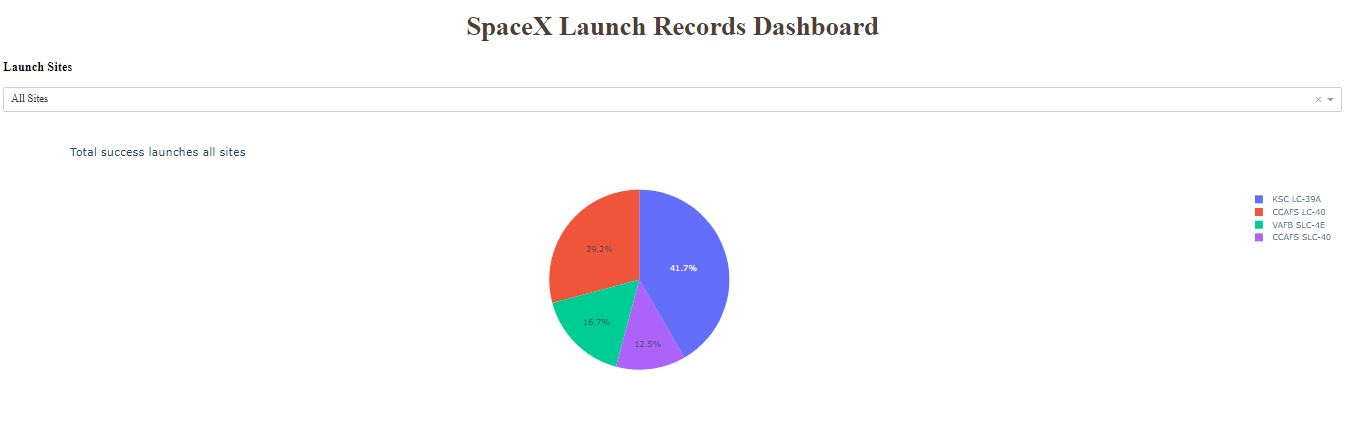 SpaceX Launch Records Dashboard
Launch Sites
All Sites
Total success launches all sites
KSC LC-39A
CCAFS LC-40
VAFB SLC-4E
CCAFS SLC-40
29.2%
41.7%
16.7%
12.5%